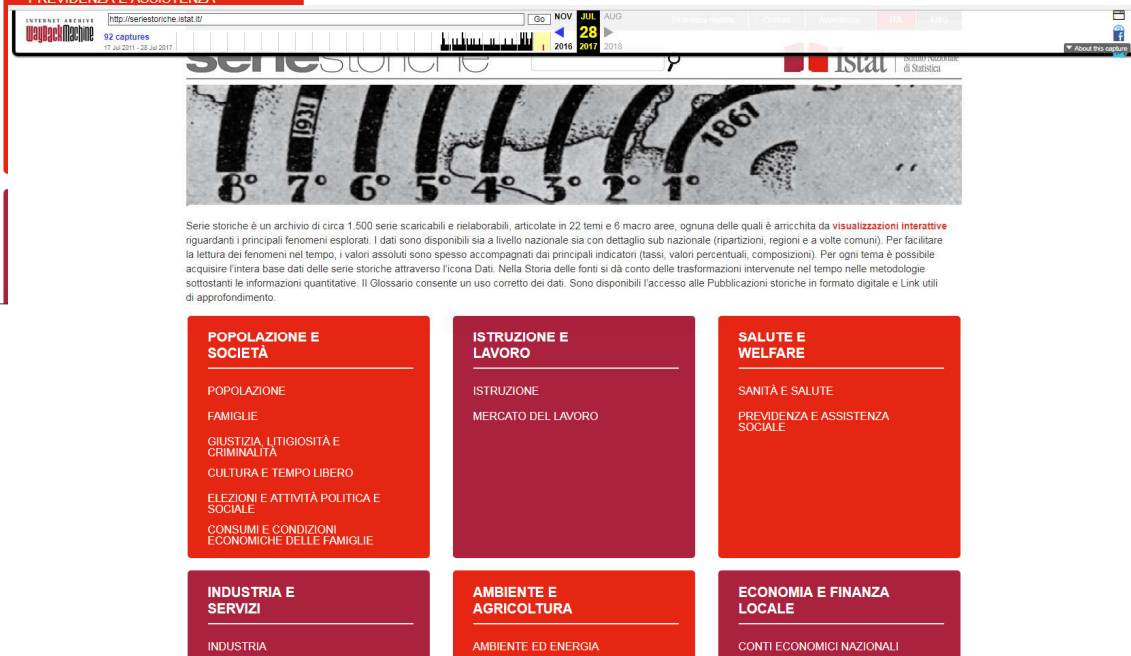 PREVIDENZA E ASSISTENZA
INTERNET ARCHIVE
WayBackMachine
http://seriestoriche.istat.it/
Go
NOV JUL AUG
92 captures
28
17 Jul 2011 - 28 Jul 2017
2016 2017 2018
About this capture
ITA ENG
seriestoriche
Istat
Istituto Nazionale
di Statistica
1931
1861
8° 7° 6° 5° 4° 3° 2° 1°
Serie storiche è un archivio di circa 1.500 serie scaricabili e rielaborabili, articolate in 22 temi e 6 macro aree, ognuna delle quali è arricchita da visualizzazioni interattive
riguardanti i principali fenomeni esplorati. I dati sono disponibili sia a livello nazionale sia con dettaglio sub nazionale (ripartizioni, regioni e a volte comuni). Per facilitare
la lettura dei fenomeni nel tempo, i valori assoluti sono spesso accompagnati dai principali indicatori (tassi, valori percentuali, composizioni). Per ogni tema è possibile
acquisire l'intera base dati delle serie storiche attraverso l'icona Dati. Nella Storia delle fonti si dà conto delle trasformazioni intervenute nel tempo nelle metodologie
sottostanti le informazioni quantitative. Il Glossario consente un uso corretto dei dati. Sono disponibili l'accesso alle Pubblicazioni storiche in formato digitale e Link utili
di approfondimento.
POPOLAZIONE E
SOCIETÀ
POPOLAZIONE
FAMIGLIE
GIUSTIZIA, LITIGIOSITÀ E
CRIMINALITÀ
CULTURA E TEMPO LIBERO
ELEZIONI E ATTIVITÀ POLITICA E
SOCIALE
CONSUMI E CONDIZIONI
ECONOMICHE DELLE FAMIGLIE
ISTRUZIONE E
LAVORO
ISTRUZIONE
MERCATO DEL LAVORO
SALUTE E
WELFARE
SANITÀ E SALUTE
PREVIDENZA E ASSISTENZA
SOCIALE
INDUSTRIA E
SERVIZI
INDUSTRIA
AMBIENTE E
AGRICOLTURA
AMBIENTE ED ENERGIA
ECONOMIA E FINANZA
LOCALE
CONTI ECONOMICI NAZIONALI